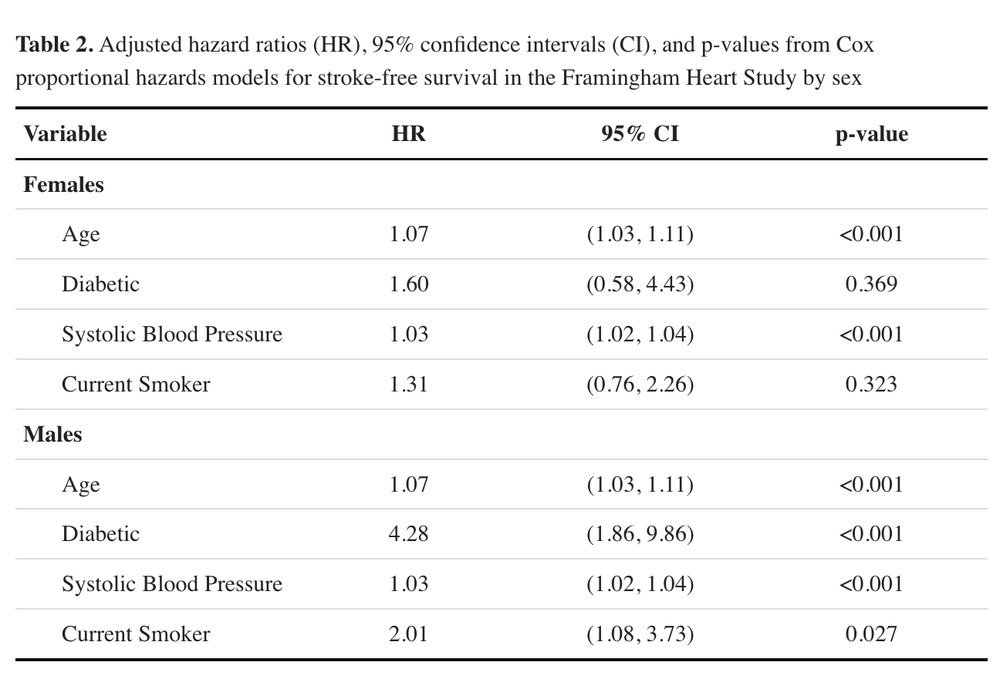 Table 2. Adjusted hazard ratios (HR), 95% confidence intervals (CI), and p-values from Cox
proportional hazards models for stroke-free survival in the Framingham Heart Study by sex
Variable HR 95% CI p-value
Females
Age 1.07 (1.03, 1.11) <0.001
Diabetic 1.60 (0.58, 4.43) 0.369
Systolic Blood Pressure 1.03 (1.02, 1.04) <0.001
Current Smoker 1.31 (0.76, 2.26) 0.323
Males
Age 1.07 (1.03, 1.11) <0.001
Diabetic 4.28 (1.86, 9.86) <0.001
Systolic Blood Pressure 1.03 (1.02, 1.04) <0.001
Current Smoker 2.01 (1.08, 3.73) 0.027